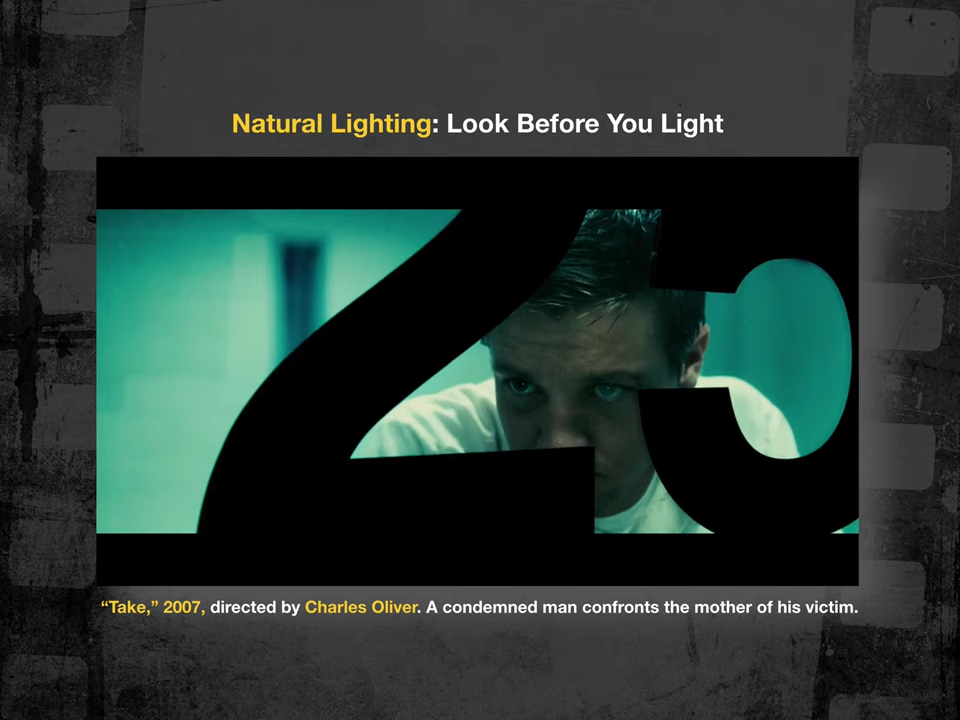 Natural Lighting: Look Before You Light
25
“Take,” 2007, directed by Charles Oliver. A condemned man confronts the mother of his victim.